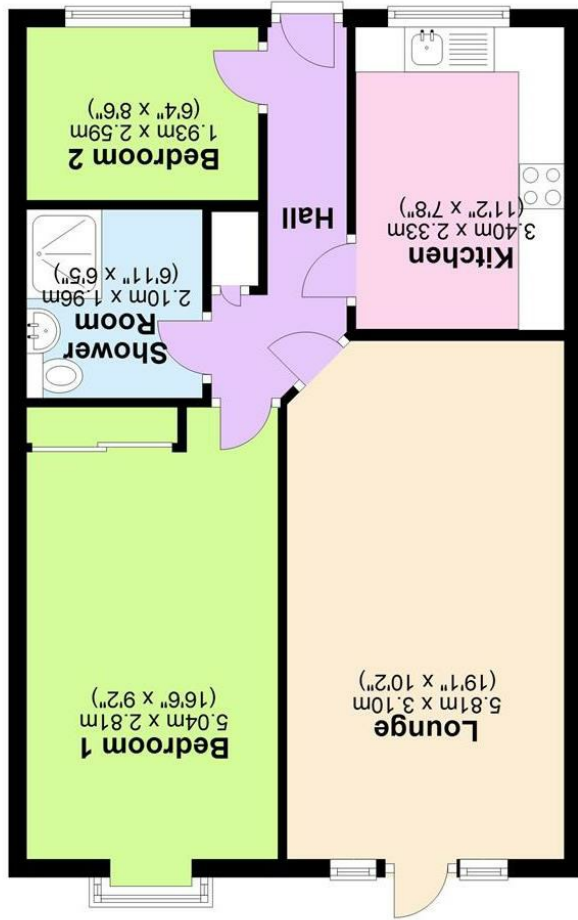 Lounge
5.81m x 3.10m
(19'1" x 10'2")
Bedroom 1
5.04m x 2.81m
(16'6" x 9'2")
Kitchen
3.40m x 2.33m
(11'2" x 7'8")
Hall
Shower
Room
2.10m x 1.96m
(6'11" x 6'5")
Bedroom 2
1.93m x 2.59m
(6'4" x 8'6")